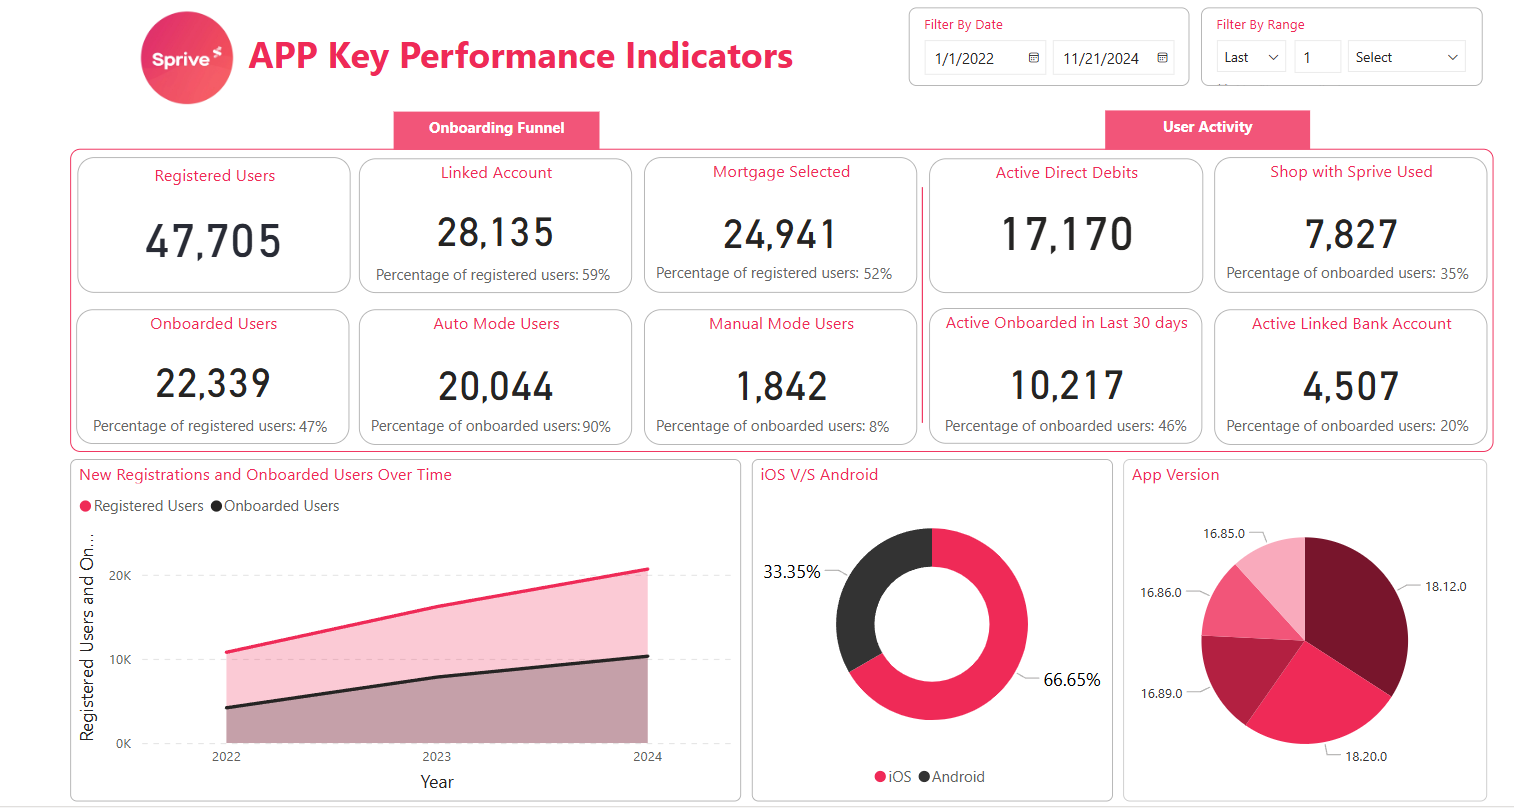 Sprive
APP Key Performance Indicators
Filter By Date
1/1/2022
11/21/2024
Filter By Range
Last
1
Select
Onboarding Funnel
User Activity
Registered Users
47,705
Linked Account
28,135
Percentage of registered users: 59%
Mortgage Selected
24,941
Percentage of registered users: 52%
Active Direct Debits
17,170
Shop with Sprive Used
7,827
Percentage of onboarded users: 35%
Onboarded Users
22,339
Percentage of registered users: 47%
Auto Mode Users
20,044
Percentage of onboarded users: 90%
Manual Mode Users
1,842
Percentage of onboarded users: 8%
Active Onboarded in Last 30 days
10,217
Percentage of onboarded users: 46%
Active Linked Bank Account
4,507
Percentage of onboarded users: 20%
New Registrations and Onboarded Users Over Time
Registered Users Onboarded Users
Registered Users and On...
20K
10K
0K
2022 2023 2024
Year
iOS V/S Android
33.35%
66.65%
iOS Android
App Version
16.85.0
18.12.0
16.86.0
16.89.0
18.20.0